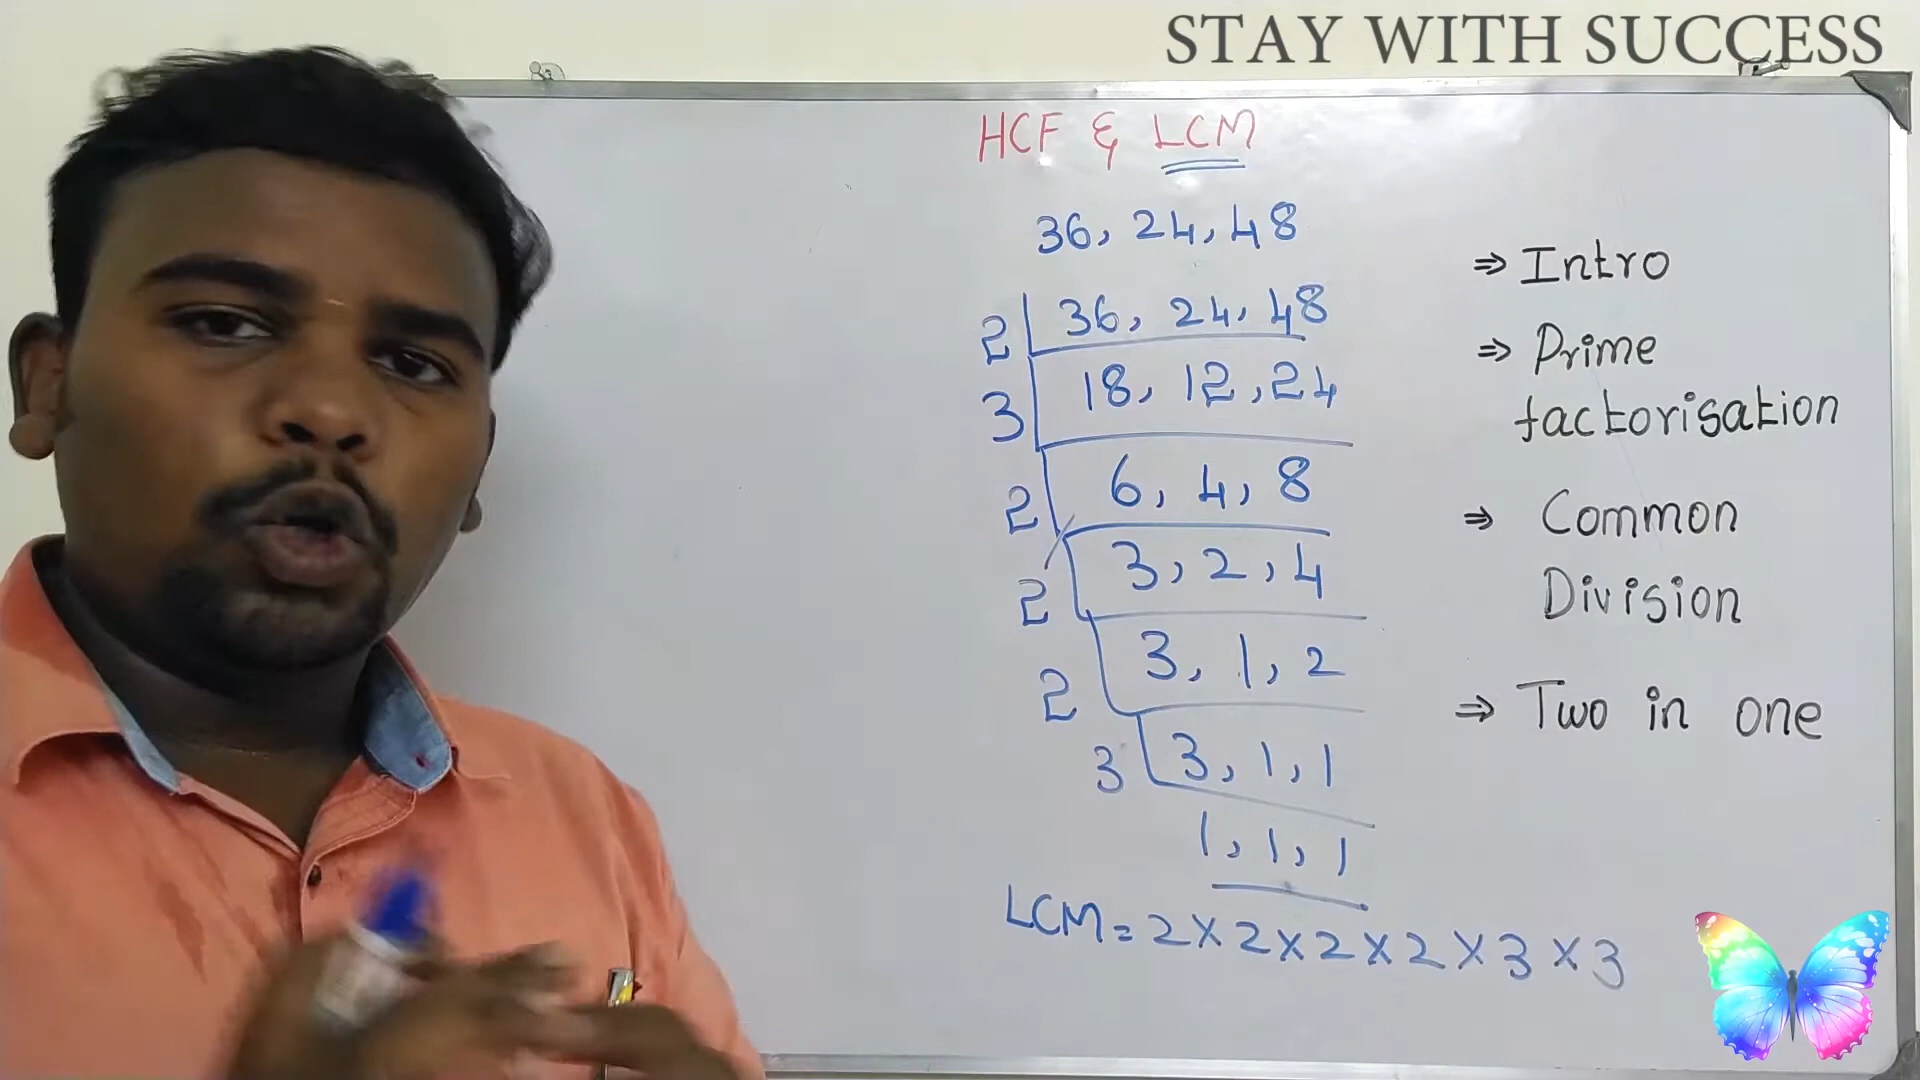 STAY WITH SUCCESS
HCF & LCM
36, 24, 48
2 36, 24, 48
3 18, 12, 24
2 6, 4, 8
2 3, 2, 4
2 3, 1, 2
3 3, 1, 1
1, 1, 1
LCM = 2 × 2 × 2 × 2 × 3 × 3
⇒ Intro
⇒ Prime
factorisation
⇒ Common
Division
⇒ Two in one